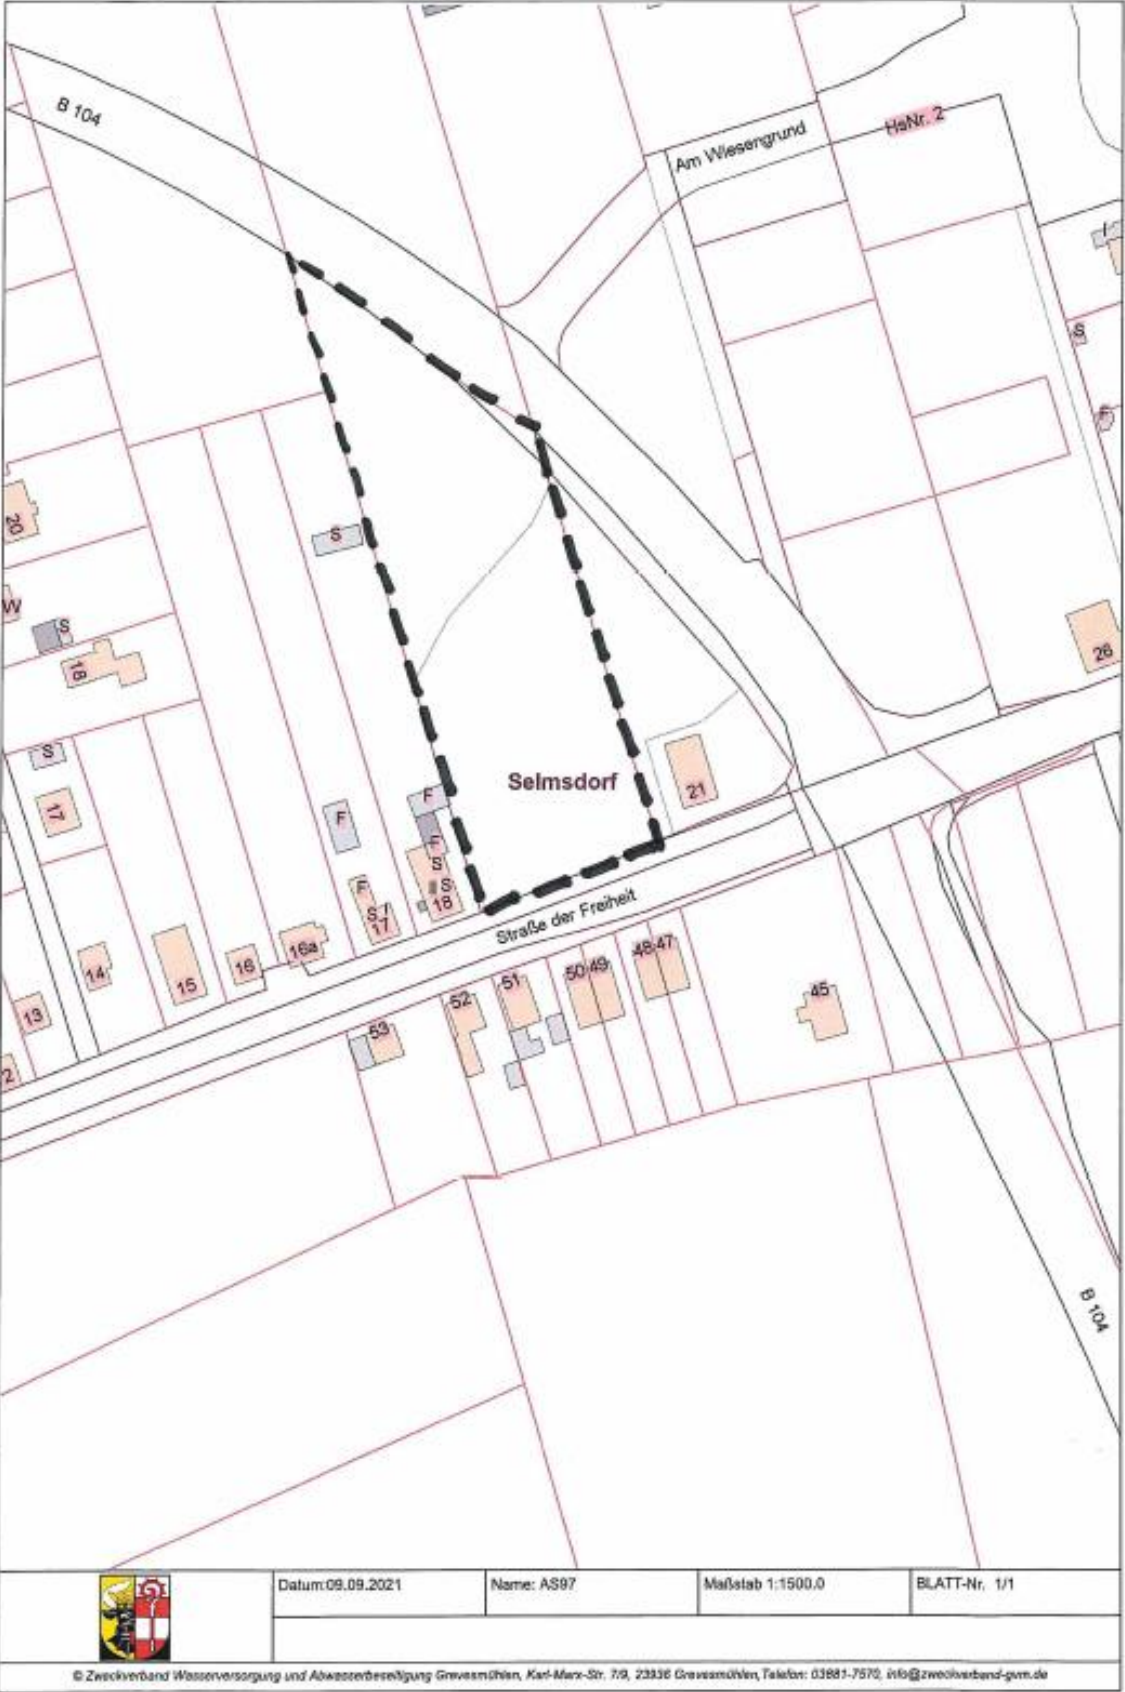 B 104
Am Wiesengrund
HsNr. 2
S
S
20
S
W
S
18
26
S
17
Selmsdorf
21
F
F
F
S
S
18
F
S
17
Straße der Freiheit
16a
16
15
14
13
2
48 47
50 49
51
52
53
45
B 104
Datum:09.09.2021
Name: AS97
Maßstab 1:1500.0
BLATT-Nr. 1/1
© Zweckverband Wasserversorgung und Abwasserbeseitigung Grevesmühlen, Karl-Marx-Str. 7/9, 23936 Grevesmühlen,Telefon: 03881-7570, info@zweckverband-gvm.de